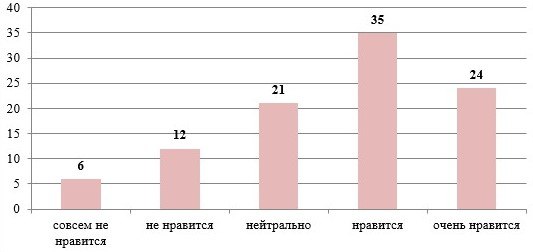 40
35
30
25
20
15
10
5
0
6
12
21
35
24
совсем не
нравится
не нравится
нейтрально
нравится
очень нравится